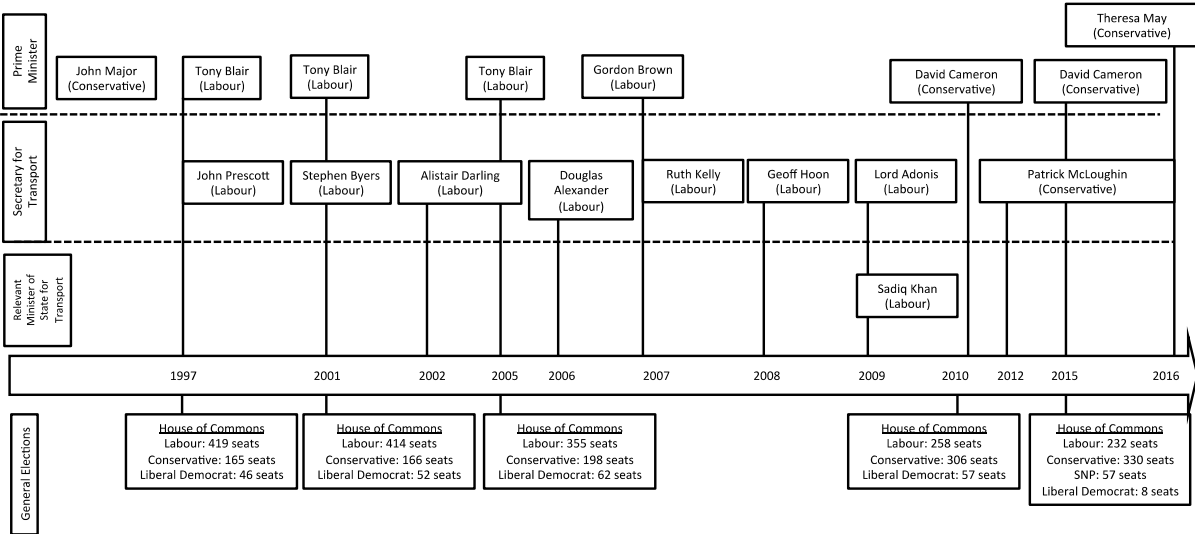 Prime
Minister
John Major
(Conservative)
Tony Blair
(Labour)
Tony Blair
(Labour)
Tony Blair
(Labour)
Gordon Brown
(Labour)
David Cameron
(Conservative)
David Cameron
(Conservative)
Theresa May
(Conservative)
Secretary for
Transport
John Prescott
(Labour)
Stephen Byers
(Labour)
Alistair Darling
(Labour)
Douglas
Alexander
(Labour)
Ruth Kelly
(Labour)
Geoff Hoon
(Labour)
Lord Adonis
(Labour)
Patrick McLoughin
(Conservative)
Relevant
Minister of
State for
Transport
Sadiq Khan
(Labour)
1997
2001
2002
2005
2006
2007
2008
2009
2010
2012
2015
2016
General Elections
House of Commons
Labour: 419 seats
Conservative: 165 seats
Liberal Democrat: 46 seats
House of Commons
Labour: 414 seats
Conservative: 166 seats
Liberal Democrat: 52 seats
House of Commons
Labour: 355 seats
Conservative: 198 seats
Liberal Democrat: 62 seats
House of Commons
Labour: 258 seats
Conservative: 306 seats
Liberal Democrat: 57 seats
House of Commons
Labour: 232 seats
Conservative: 330 seats
SNP: 57 seats
Liberal Democrat: 8 seats